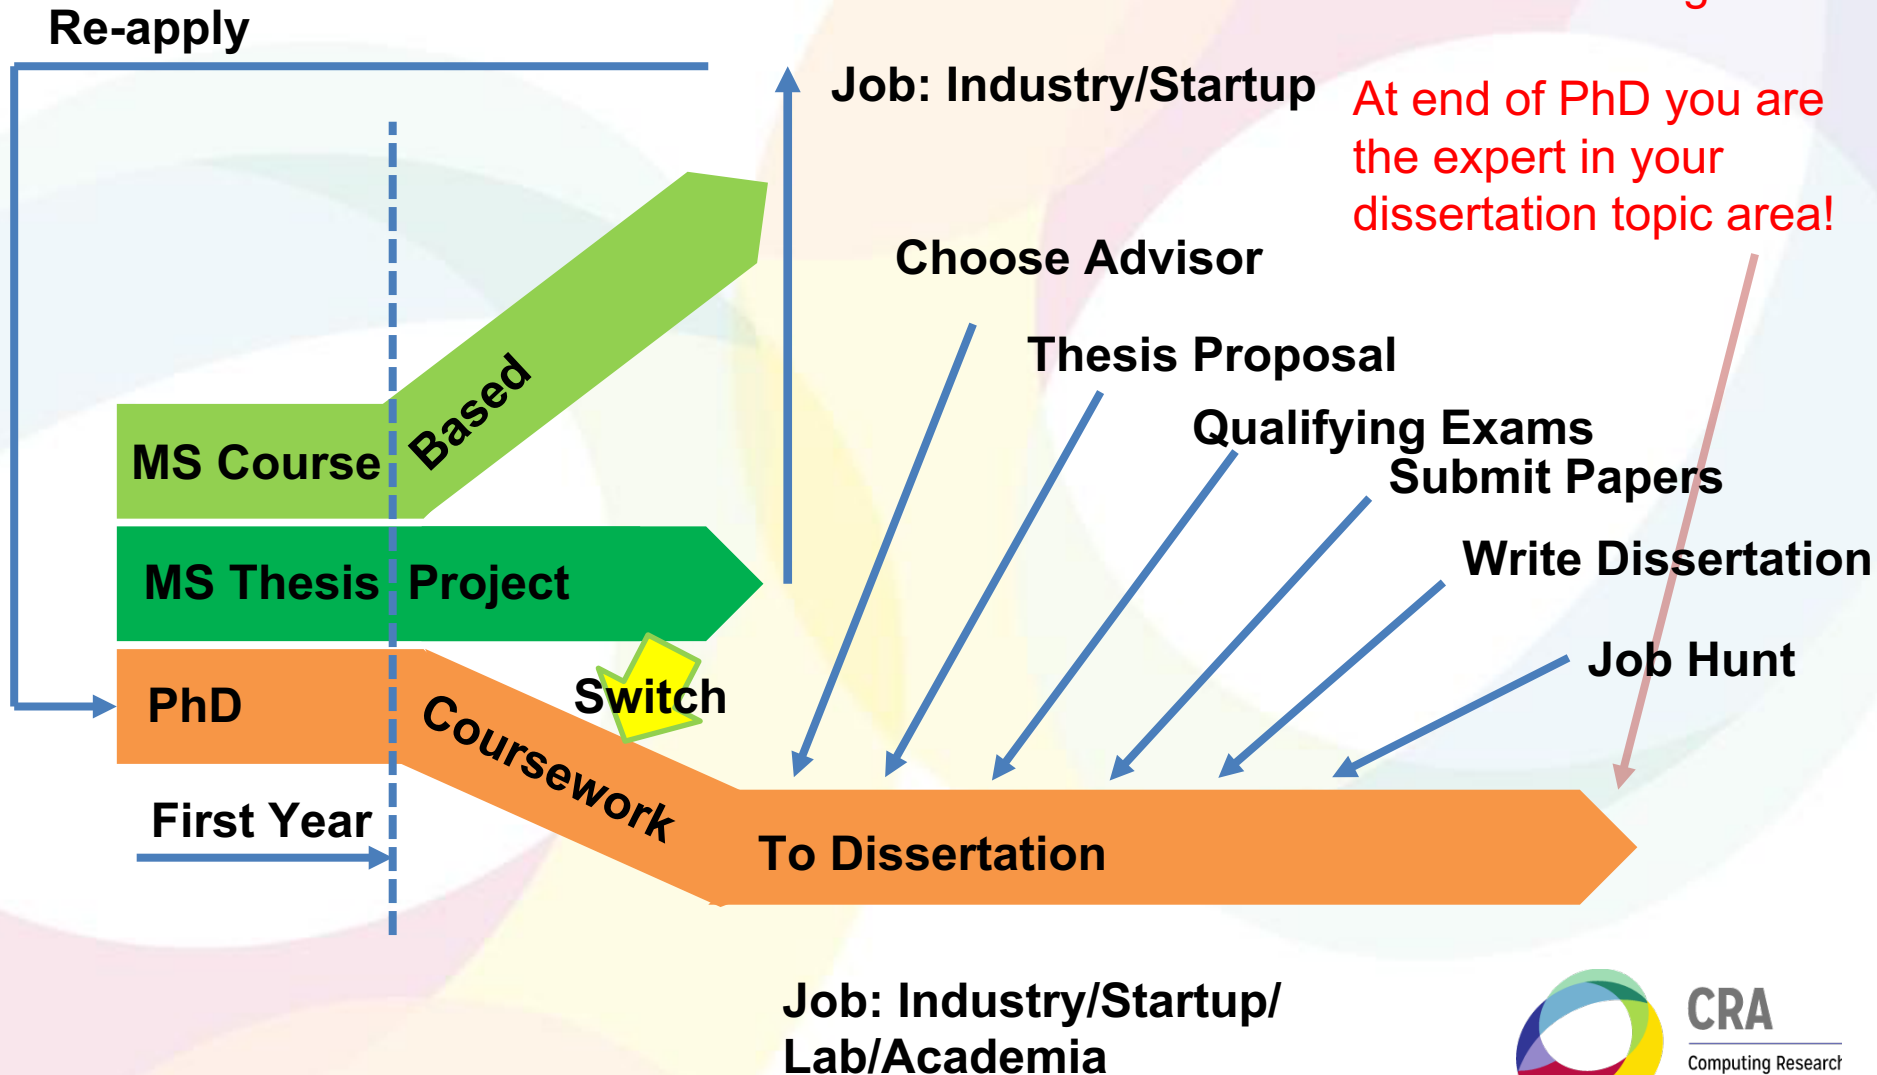 Re-apply
Job: Industry/Startup
At end of PhD you are
the expert in your
dissertation topic area!
Choose Advisor
Thesis Proposal
Qualifying Exams
Submit Papers
Write Dissertation
Job Hunt
MS Course Based
MS Thesis Project
Switch
PhD Coursework
First Year
To Dissertation
Job: Industry/Startup/
Lab/Academia
CRA
Computing Research